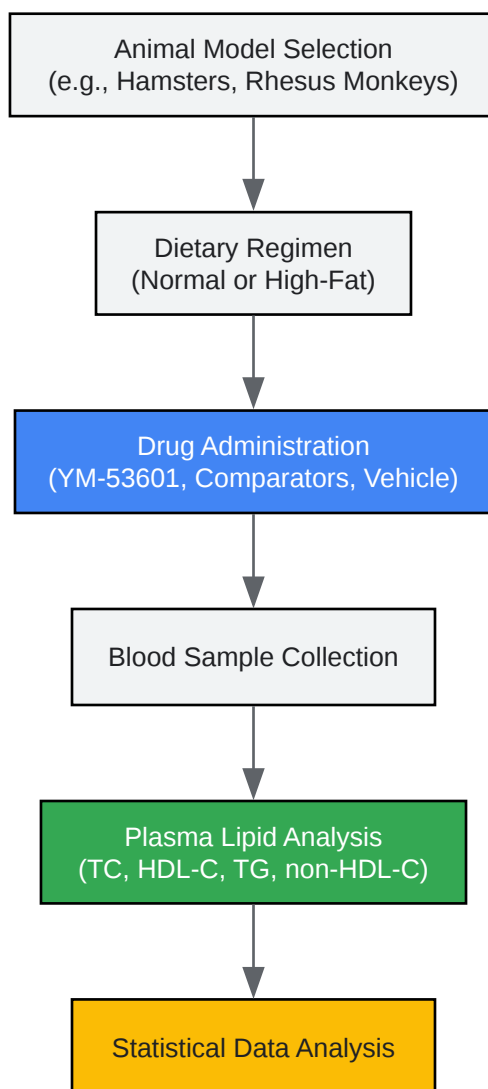 Animal Model Selection
(e.g., Hamsters, Rhesus Monkeys)
Dietary Regimen
(Normal or High-Fat)
Drug Administration
(YM-53601, Comparators, Vehicle)
Blood Sample Collection
Plasma Lipid Analysis
(TC, HDL-C, TG, non-HDL-C)
Statistical Data Analysis